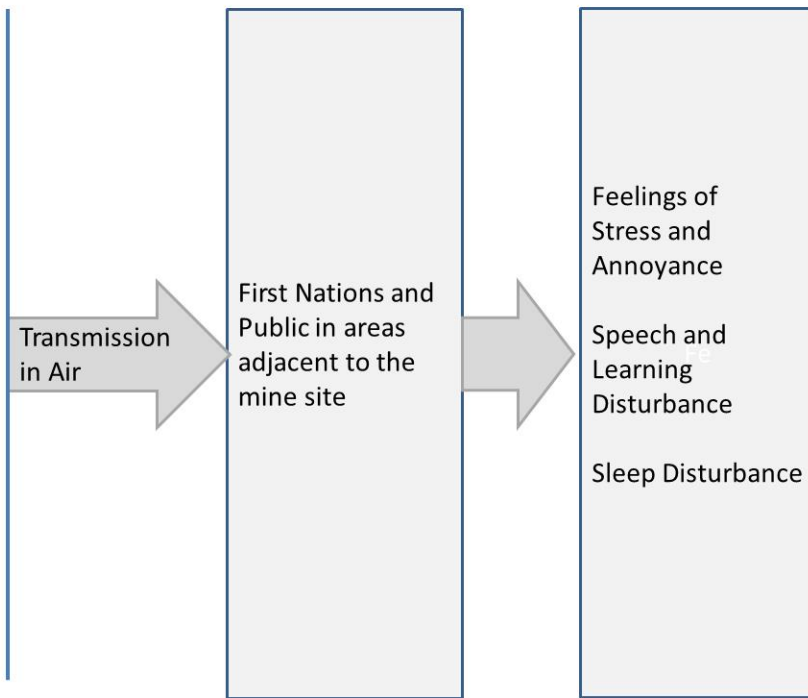 Transmission
in Air
First Nations and
Public in areas
adjacent to the
mine site
Feelings of
Stress and
Annoyance
Speech and
Learning
Disturbance
Sleep Disturbance
Fe